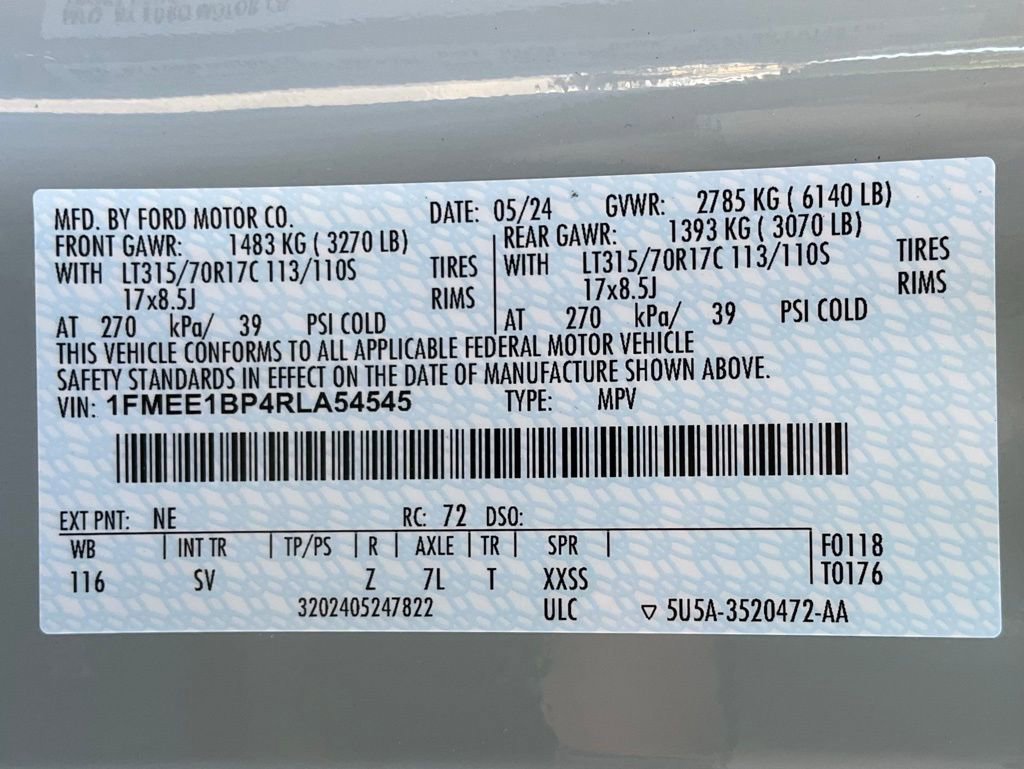 MFD. BY FORD MOTOR CO. DATE: 05/24 GVWR: 2785 KG ( 6140 LB)
FRONT GAWR: 1483 KG ( 3270 LB) REAR GAWR: 1393 KG ( 3070 LB)
WITH LT315/70R17C 113/110S TIRES WITH LT315/70R17C 113/110S TIRES
17x8.5J RIMS 17x8.5J RIMS
AT 270 kPa/ 39 PSI COLD AT 270 kPa/ 39 PSI COLD
THIS VEHICLE CONFORMS TO ALL APPLICABLE FEDERAL MOTOR VEHICLE
SAFETY STANDARDS IN EFFECT ON THE DATE OF MANUFACTURE SHOWN ABOVE.
VIN: 1FMEE1BP4RLA54545 TYPE: MPV
EXT PNT: NE RC: 72 DSO:
WB INT TR TP/PS R AXLE TR SPR F0118
116 SV Z 7L T XXSS T0176
3202405247822 ULC ▽ 5U5A-3520472-AA